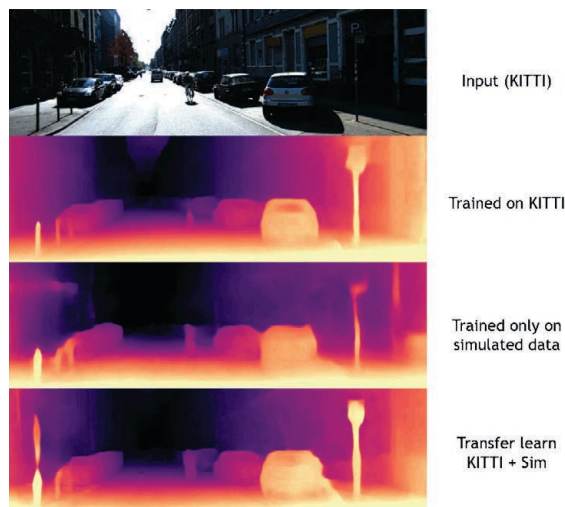 Input (KITTI)
Trained on KITTI
Trained only on
simulated data
Transfer learn
KITTI + Sim